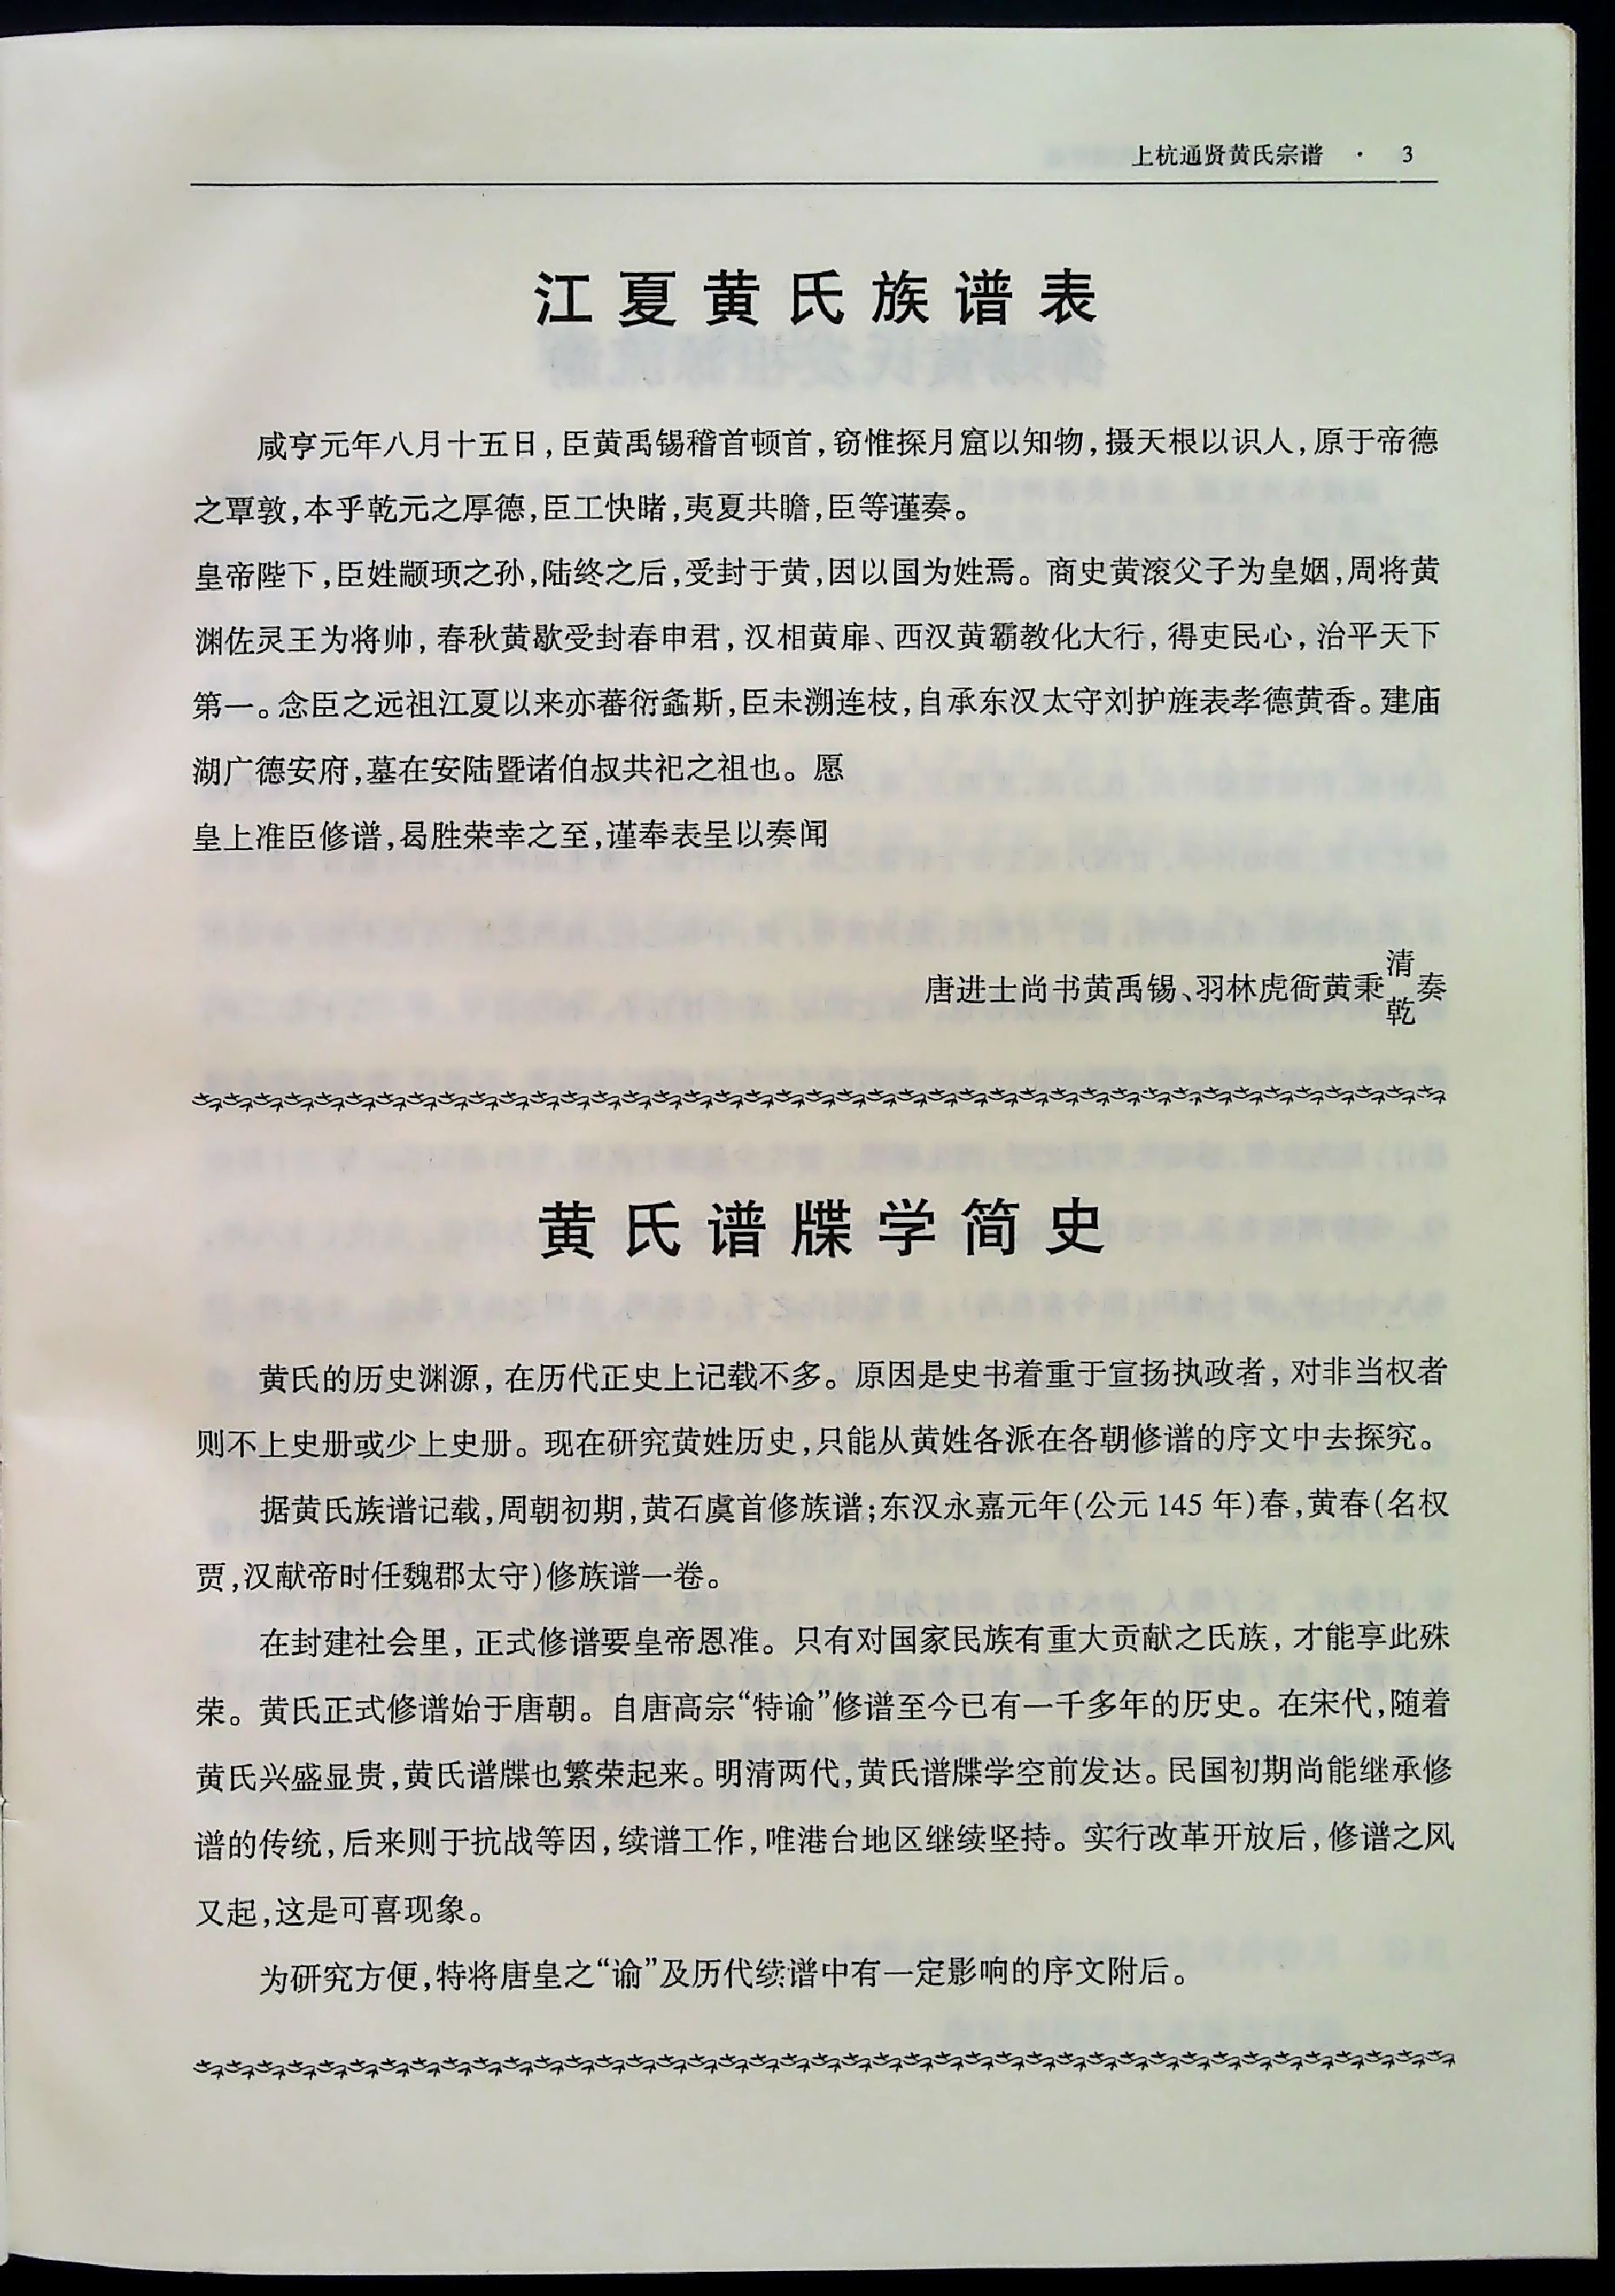 上杭通贤黄氏宗谱 · 3
江夏黄氏族谱表
咸亨元年八月十五日,臣黄禹锡稽首顿首,窃惟探月窟以知物,摄天根以识人,原于帝德
之覃敦,本乎乾元之厚德,臣工快睹,夷夏共瞻,臣等谨奏。
皇帝陛下,臣姓颛顼之孙,陆终之后,受封于黄,因以国为姓焉。商史黄滚父子为皇姻,周将黄
渊佐灵王为将帅,春秋黄歇受封春申君,汉相黄扉、西汉黄霸教化大行,得吏民心,治平天下
第一。念臣之远祖江夏以来亦蕃衍螽斯,臣未溯连枝,自承东汉太守刘护旌表孝德黄香。建庙
湖广德安府,墓在安陆暨诸伯叔共祀之祖也。愿
皇上准臣修谱,曷胜荣幸之至,谨奉表呈以奏闻
唐进士尚书黄禹锡、羽林虎衙黄秉清乾奏
黄氏谱牒学简史
黄氏的历史渊源,在历代正史上记载不多。原因是史书着重于宣扬执政者,对非当权者
则不上史册或少上史册。现在研究黄姓历史,只能从黄姓各派在各朝修谱的序文中去探究。
据黄氏族谱记载,周朝初期,黄石虞首修族谱;东汉永嘉元年(公元 145 年)春,黄春(名权
贾,汉献帝时任魏郡太守)修族谱一卷。
在封建社会里,正式修谱要皇帝恩准。只有对国家民族有重大贡献之氏族,才能享此殊
荣。黄氏正式修谱始于唐朝。自唐高宗“特谕”修谱至今已有一千多年的历史。在宋代,随着
黄氏兴盛显贵,黄氏谱牒也繁荣起来。明清两代,黄氏谱牒学空前发达。民国初期尚能继承修
谱的传统,后来则于抗战等因,续谱工作,唯港台地区继续坚持。实行改革开放后,修谱之风
又起,这是可喜现象。
为研究方便,特将唐皇之“谕”及历代续谱中有一定影响的序文附后。